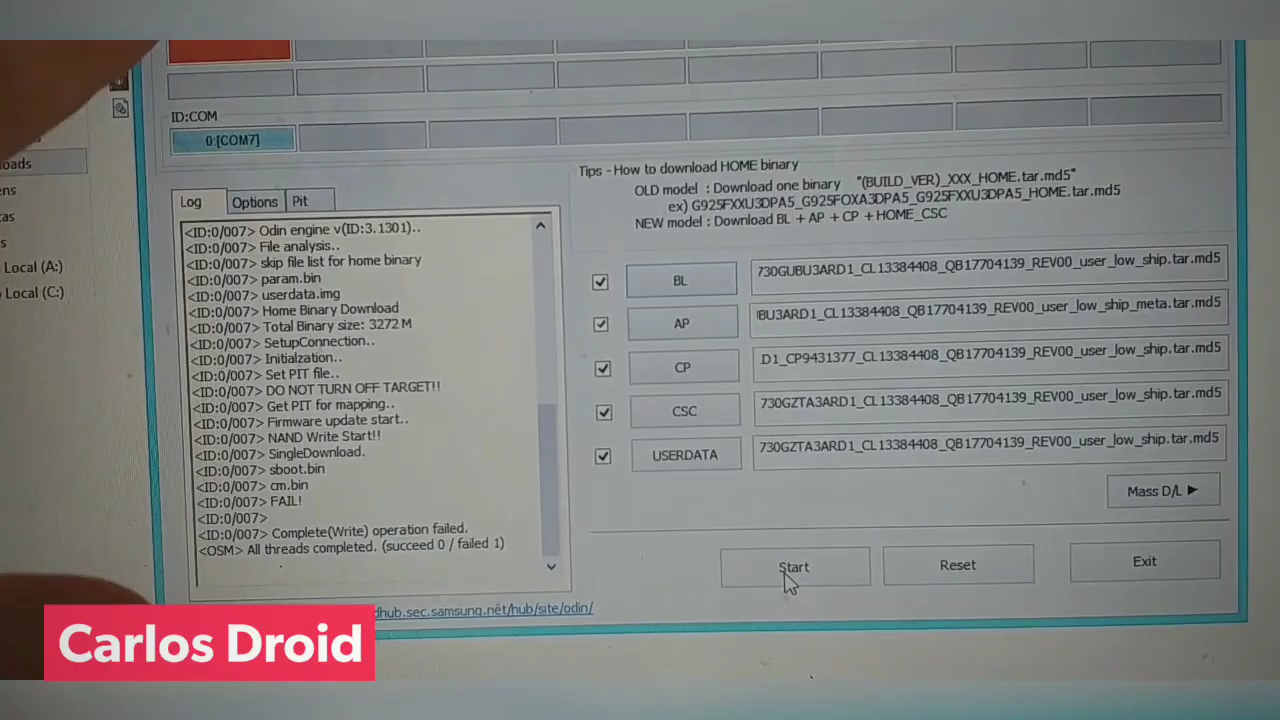 ID:COM
0:[COM7]
oads
ens
cas
s
Local (A:)
Local (C:)
Log
Options
Pit
<ID:0/007> Odin engine v(ID:3.1301)..
<ID:0/007> File analysis..
<ID:0/007> skip file list for home binary
<ID:0/007> param.bin
<ID:0/007> userdata.img
<ID:0/007> Home Binary Download
<ID:0/007> Total Binary size: 3272 M
<ID:0/007> SetupConnection..
<ID:0/007> Initialzation..
<ID:0/007> Set PIT file..
<ID:0/007> DO NOT TURN OFF TARGET!!
<ID:0/007> Get PIT for mapping..
<ID:0/007> Firmware update start..
<ID:0/007> NAND Write Start!!
<ID:0/007> SingleDownload.
<ID:0/007> sboot.bin
<ID:0/007> cm.bin
<ID:0/007> FAIL!
<ID:0/007>
<ID:0/007> Complete(Write) operation failed.
<OSM> All threads completed. (succeed 0 / failed 1)
Tips - How to download HOME binary
OLD model : Download one binary "(BUILD_VER)_XXX_HOME.tar.md5"
ex) G925FXXU3DPA5_G925FOXA3DPA5_G925FXXU3DPA5_HOME.tar.md5
NEW model : Download BL + AP + CP + HOME_CSC
BL
730GUBU3ARD1_CL13384408_QB17704139_REV00_user_low_ship.tar.md5
AP
BU3ARD1_CL13384408_QB17704139_REV00_user_low_ship_meta.tar.md5
CP
D1_CP9431377_CL13384408_QB17704139_REV00_user_low_ship.tar.md5
CSC
730GZTA3ARD1_CL13384408_QB17704139_REV00_user_low_ship.tar.md5
USERDATA
730GZTA3ARD1_CL13384408_QB17704139_REV00_user_low_ship.tar.md5
Mass D/L
Start
Reset
Exit
dhub.sec.samsung.net/hub/site/odin/
Carlos Droid